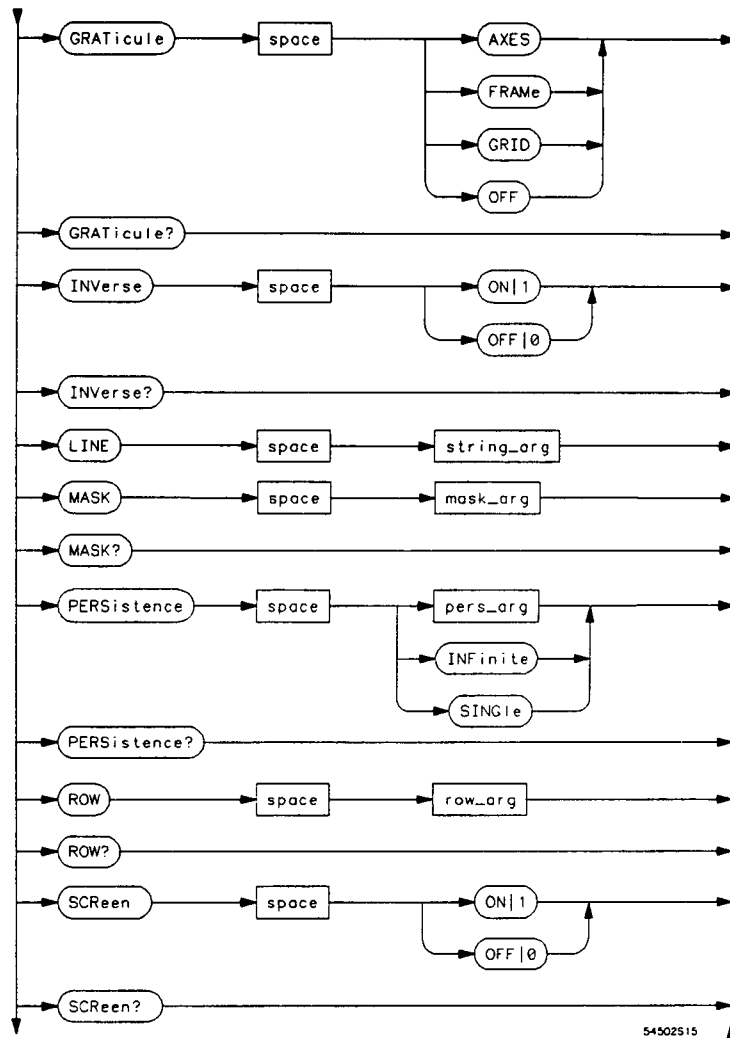 GRATicule space AXES
FRAMe
GRID
OFF
GRATicule?
INVerse space ON|1
OFF|0
INVerse?
LINE space string_arg
MASK space mask_arg
MASK?
PERSistence space pers_arg
INFinite
SINGle
PERSistence?
ROW space row_arg
ROW?
SCReen space ON|1
OFF|0
SCReen?
54502S15